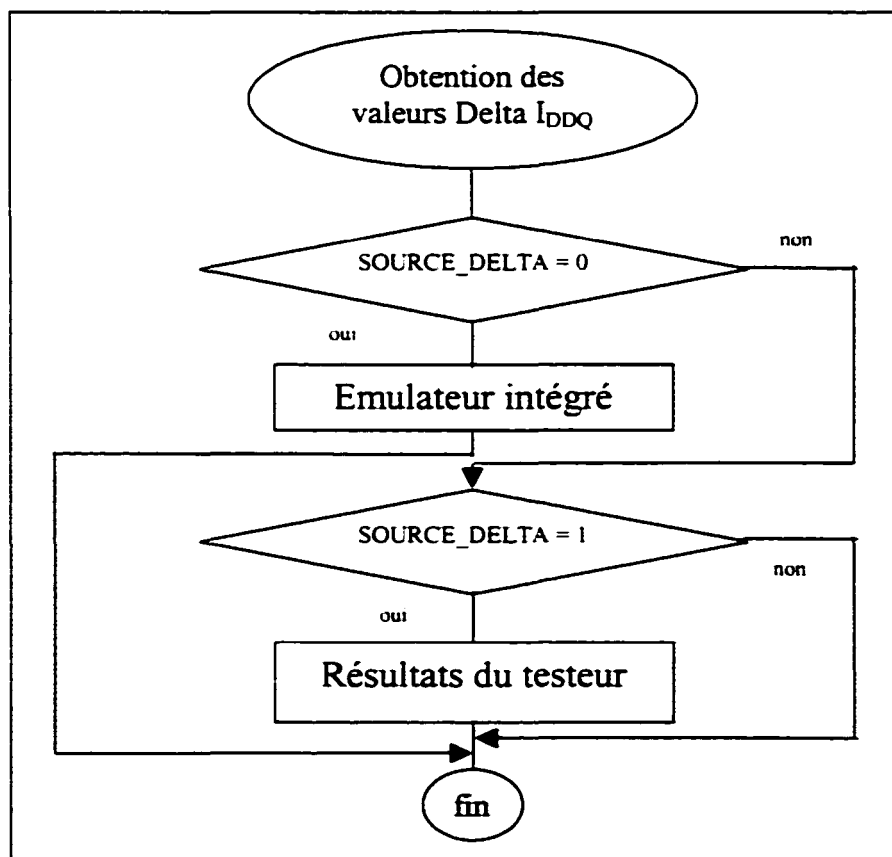 Obtention des
valeurs Delta IDDQ
SOURCE_DELTA = 0
non
oui
Emulateur intégré
SOURCE_DELTA = 1
non
oui
Résultats du testeur
fin